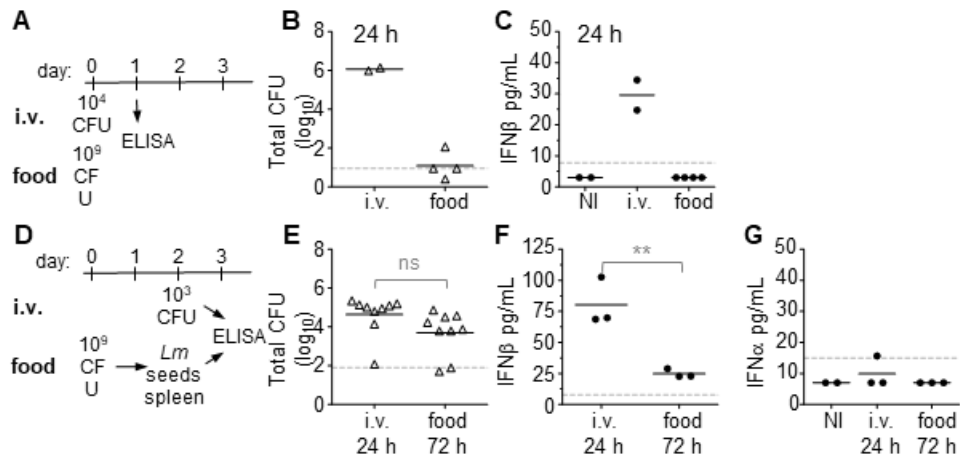 A
day: 0 1 2 3
i.v.
10⁴
CFU
ELISA
food
10⁹
CF
U
B
24 h
Total CFU
(log₁₀)
8
6
4
2
0
i.v. food
C
24 h
IFNβ pg/mL
50
40
30
20
10
0
NI i.v. food
D
day: 0 1 2 3
i.v.
10³
CFU
ELISA
food
10⁹
CF
U
Lm
seeds
spleen
E
ns
Total CFU
(log₁₀)
8
6
4
2
0
i.v. food
24 h 72 h
F
**
IFNβ pg/mL
125
100
75
50
25
0
i.v. food
24 h 72 h
G
IFNα pg/mL
50
40
30
20
10
0
NI i.v. food
24 h 72 h